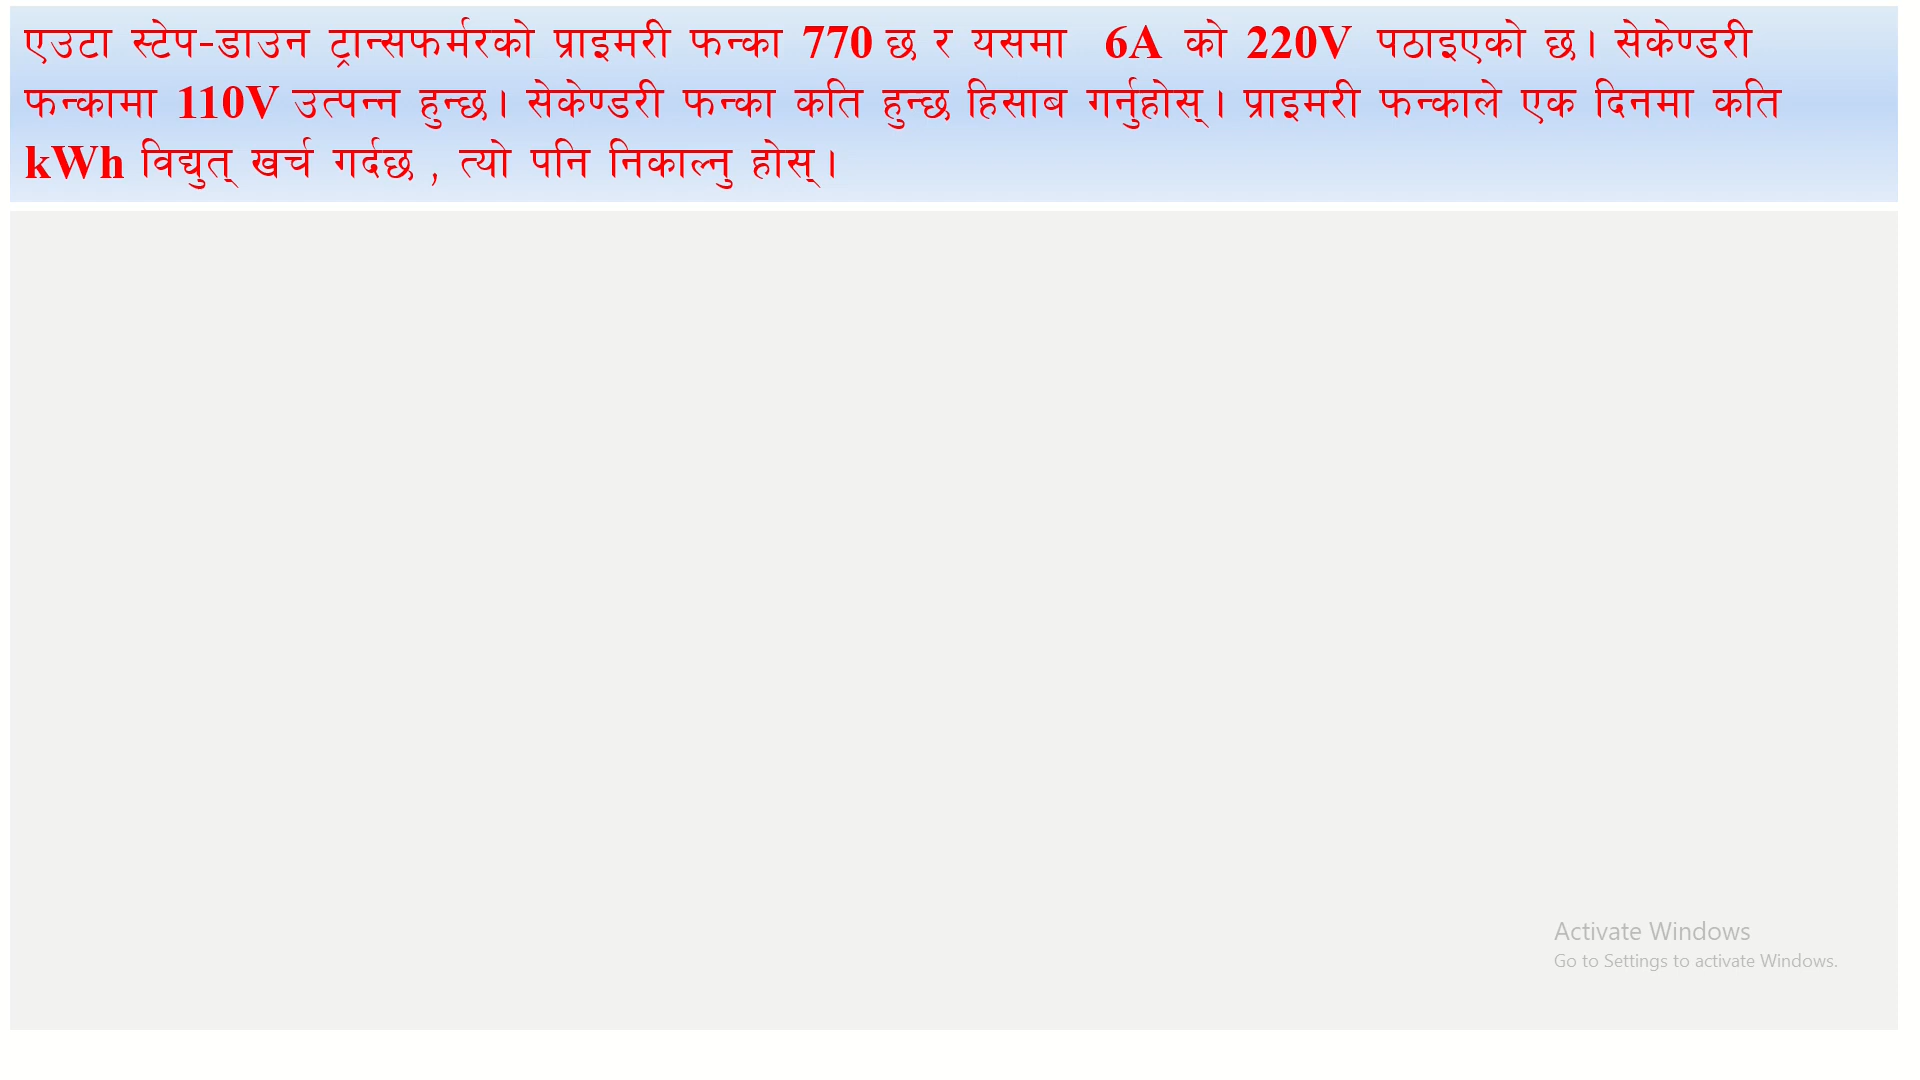 एउटा स्टेप-डाउन ट्रान्सफर्मरको प्राइमरी फन्का 770 छ र यसमा 6A को 220V पठाइएको छ। सेकेण्डरी
फन्कामा 110V उत्पन्न हुन्छ। सेकेण्डरी फन्का कति हुन्छ हिसाब गर्नुहोस्। प्राइमरी फन्काले एक दिनमा कति
kWh विद्युत् खर्च गर्दछ , त्यो पनि निकाल्नु होस्।
Activate Windows
Go to Settings to activate Windows.